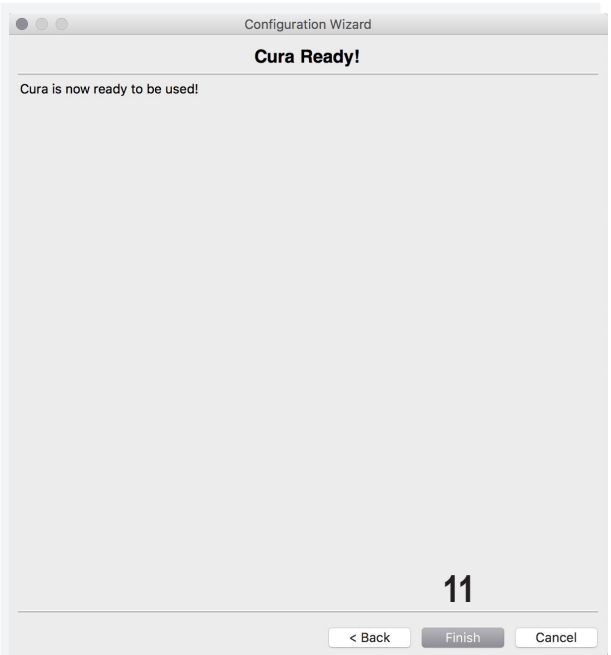 Configuration Wizard
Cura Ready!
Cura is now ready to be used!
11
< Back Finish Cancel